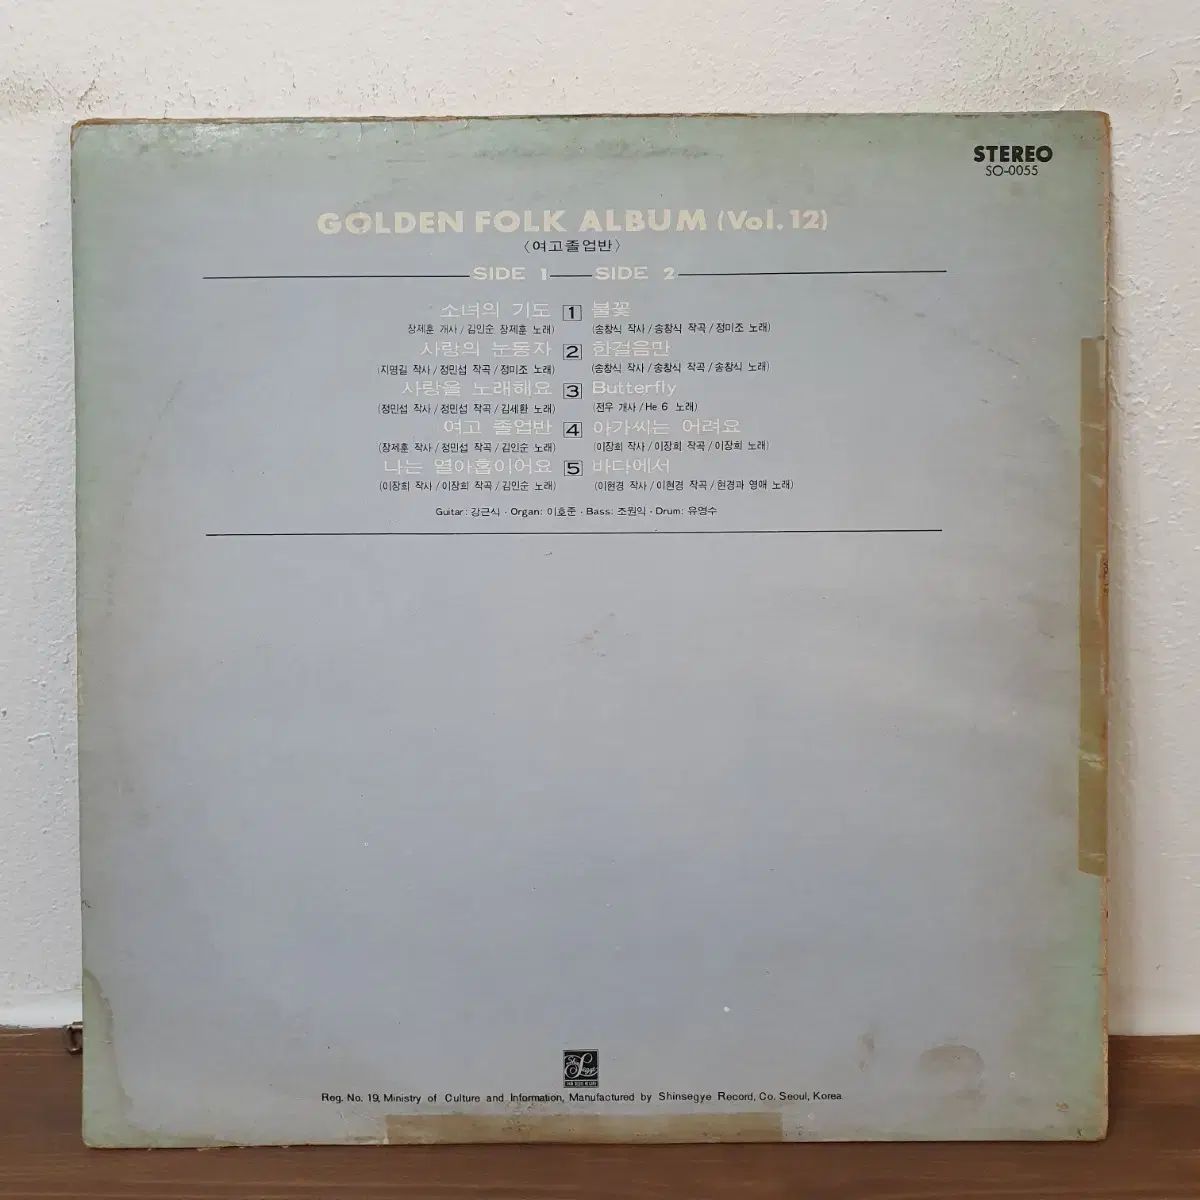 STEREO
SO-0055
GOLDEN FOLK ALBUM (Vol. 12)
〈여고졸업반〉
SIDE 1 SIDE 2
소녀의 기도 1 불꽃
장제훈 개사/김인순 장제훈 노래) (송창식 작사/송창식 작곡/정미조 노래)
사랑의 눈동자 2 한걸음만
(지명길 작사/정민섭 작곡/정미조 노래) (송창식 작사/송창식 작곡/송창식 노래)
사랑을 노래해요 3 Butterfly
(정민섭 작사/정민섭 작곡/김세환 노래) (전우 개사/He 6 노래)
여고 졸업반 4 아가씨는 어려요
(장제훈 작사/정민섭 작곡/김인순 노래) (이장희 작사/이장희 작곡/이장희 노래)
나는 열아홉이어요 5 바다에서
(이장희 작사/이장희 작곡/김인순 노래) (이현경 작사/이현경 작곡/현경과 영애 노래)
Guitar: 강근식 · Organ: 이호준 · Bass: 조원익 · Drum: 유영수
Reg. No. 19, Ministry of Culture and Information, Manufactured by Shinsegye Record, Co. Seoul, Korea